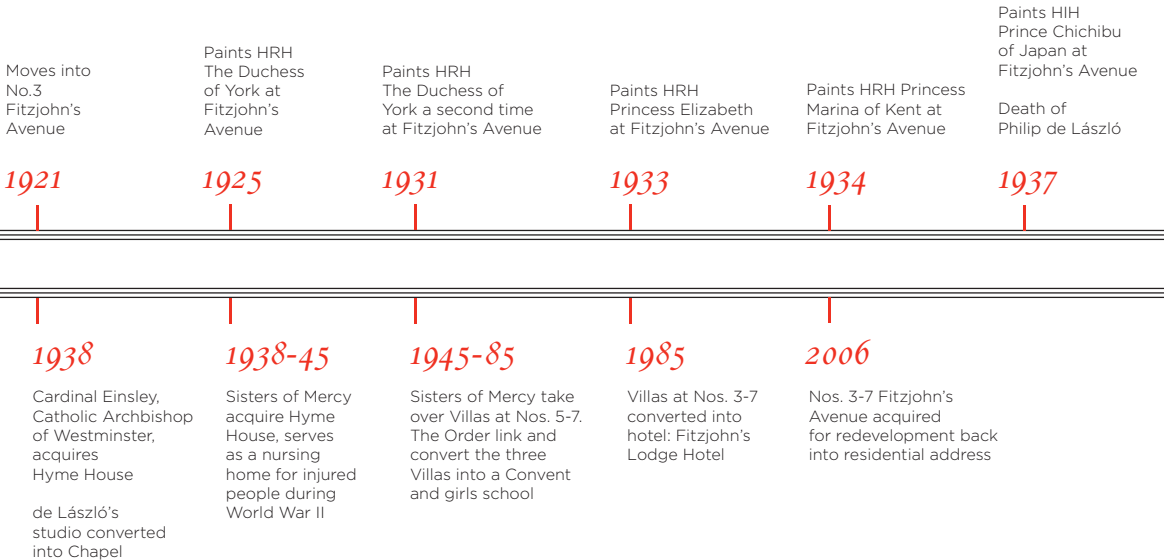 Moves into
No.3
Fitzjohn's
Avenue
1921
Paints HRH
The Duchess
of York at
Fitzjohn's
Avenue
1925
Paints HRH
The Duchess of
York a second time
at Fitzjohn's Avenue
1931
Paints HRH
Princess Elizabeth
at Fitzjohn's Avenue
1933
Paints HRH Princess
Marina of Kent at
Fitzjohn's Avenue
1934
Paints HIH
Prince Chichibu
of Japan at
Fitzjohn's Avenue
Death of
Philip de László
1937
1938
Cardinal Einsley,
Catholic Archbishop
of Westminster,
acquires
Hyme House
de László's
studio converted
into Chapel
1938-45
Sisters of Mercy
acquire Hyme
House, serves
as a nursing
home for injured
people during
World War II
1945-85
Sisters of Mercy take
over Villas at Nos. 5-7.
The Order link and
convert the three
Villas into a Convent
and girls school
1985
Villas at Nos. 3-7
converted into
hotel: Fitzjohn's
Lodge Hotel
2006
Nos. 3-7 Fitzjohn's
Avenue acquired
for redevelopment back
into residential address